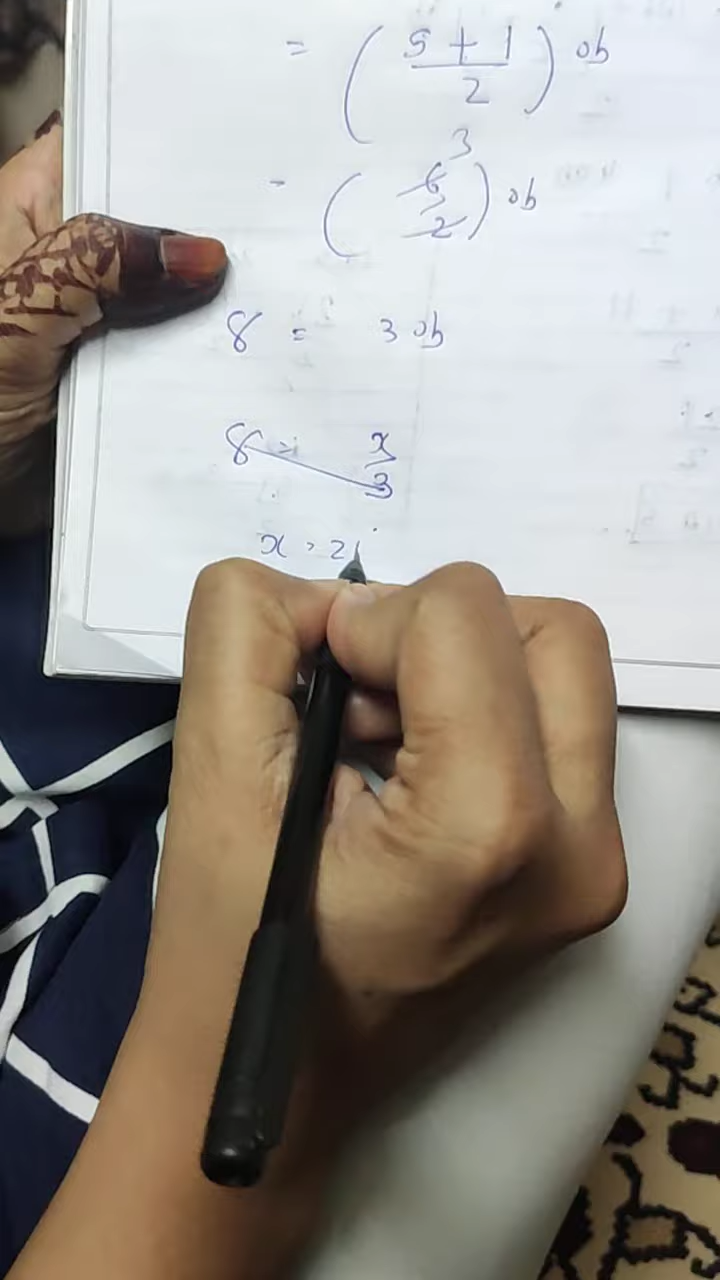 = ( 5 + 1 / 2 ) ob
3
- ( 6 / 2 ) ob
8 = 3 ob
8 = x / 3
x = 2